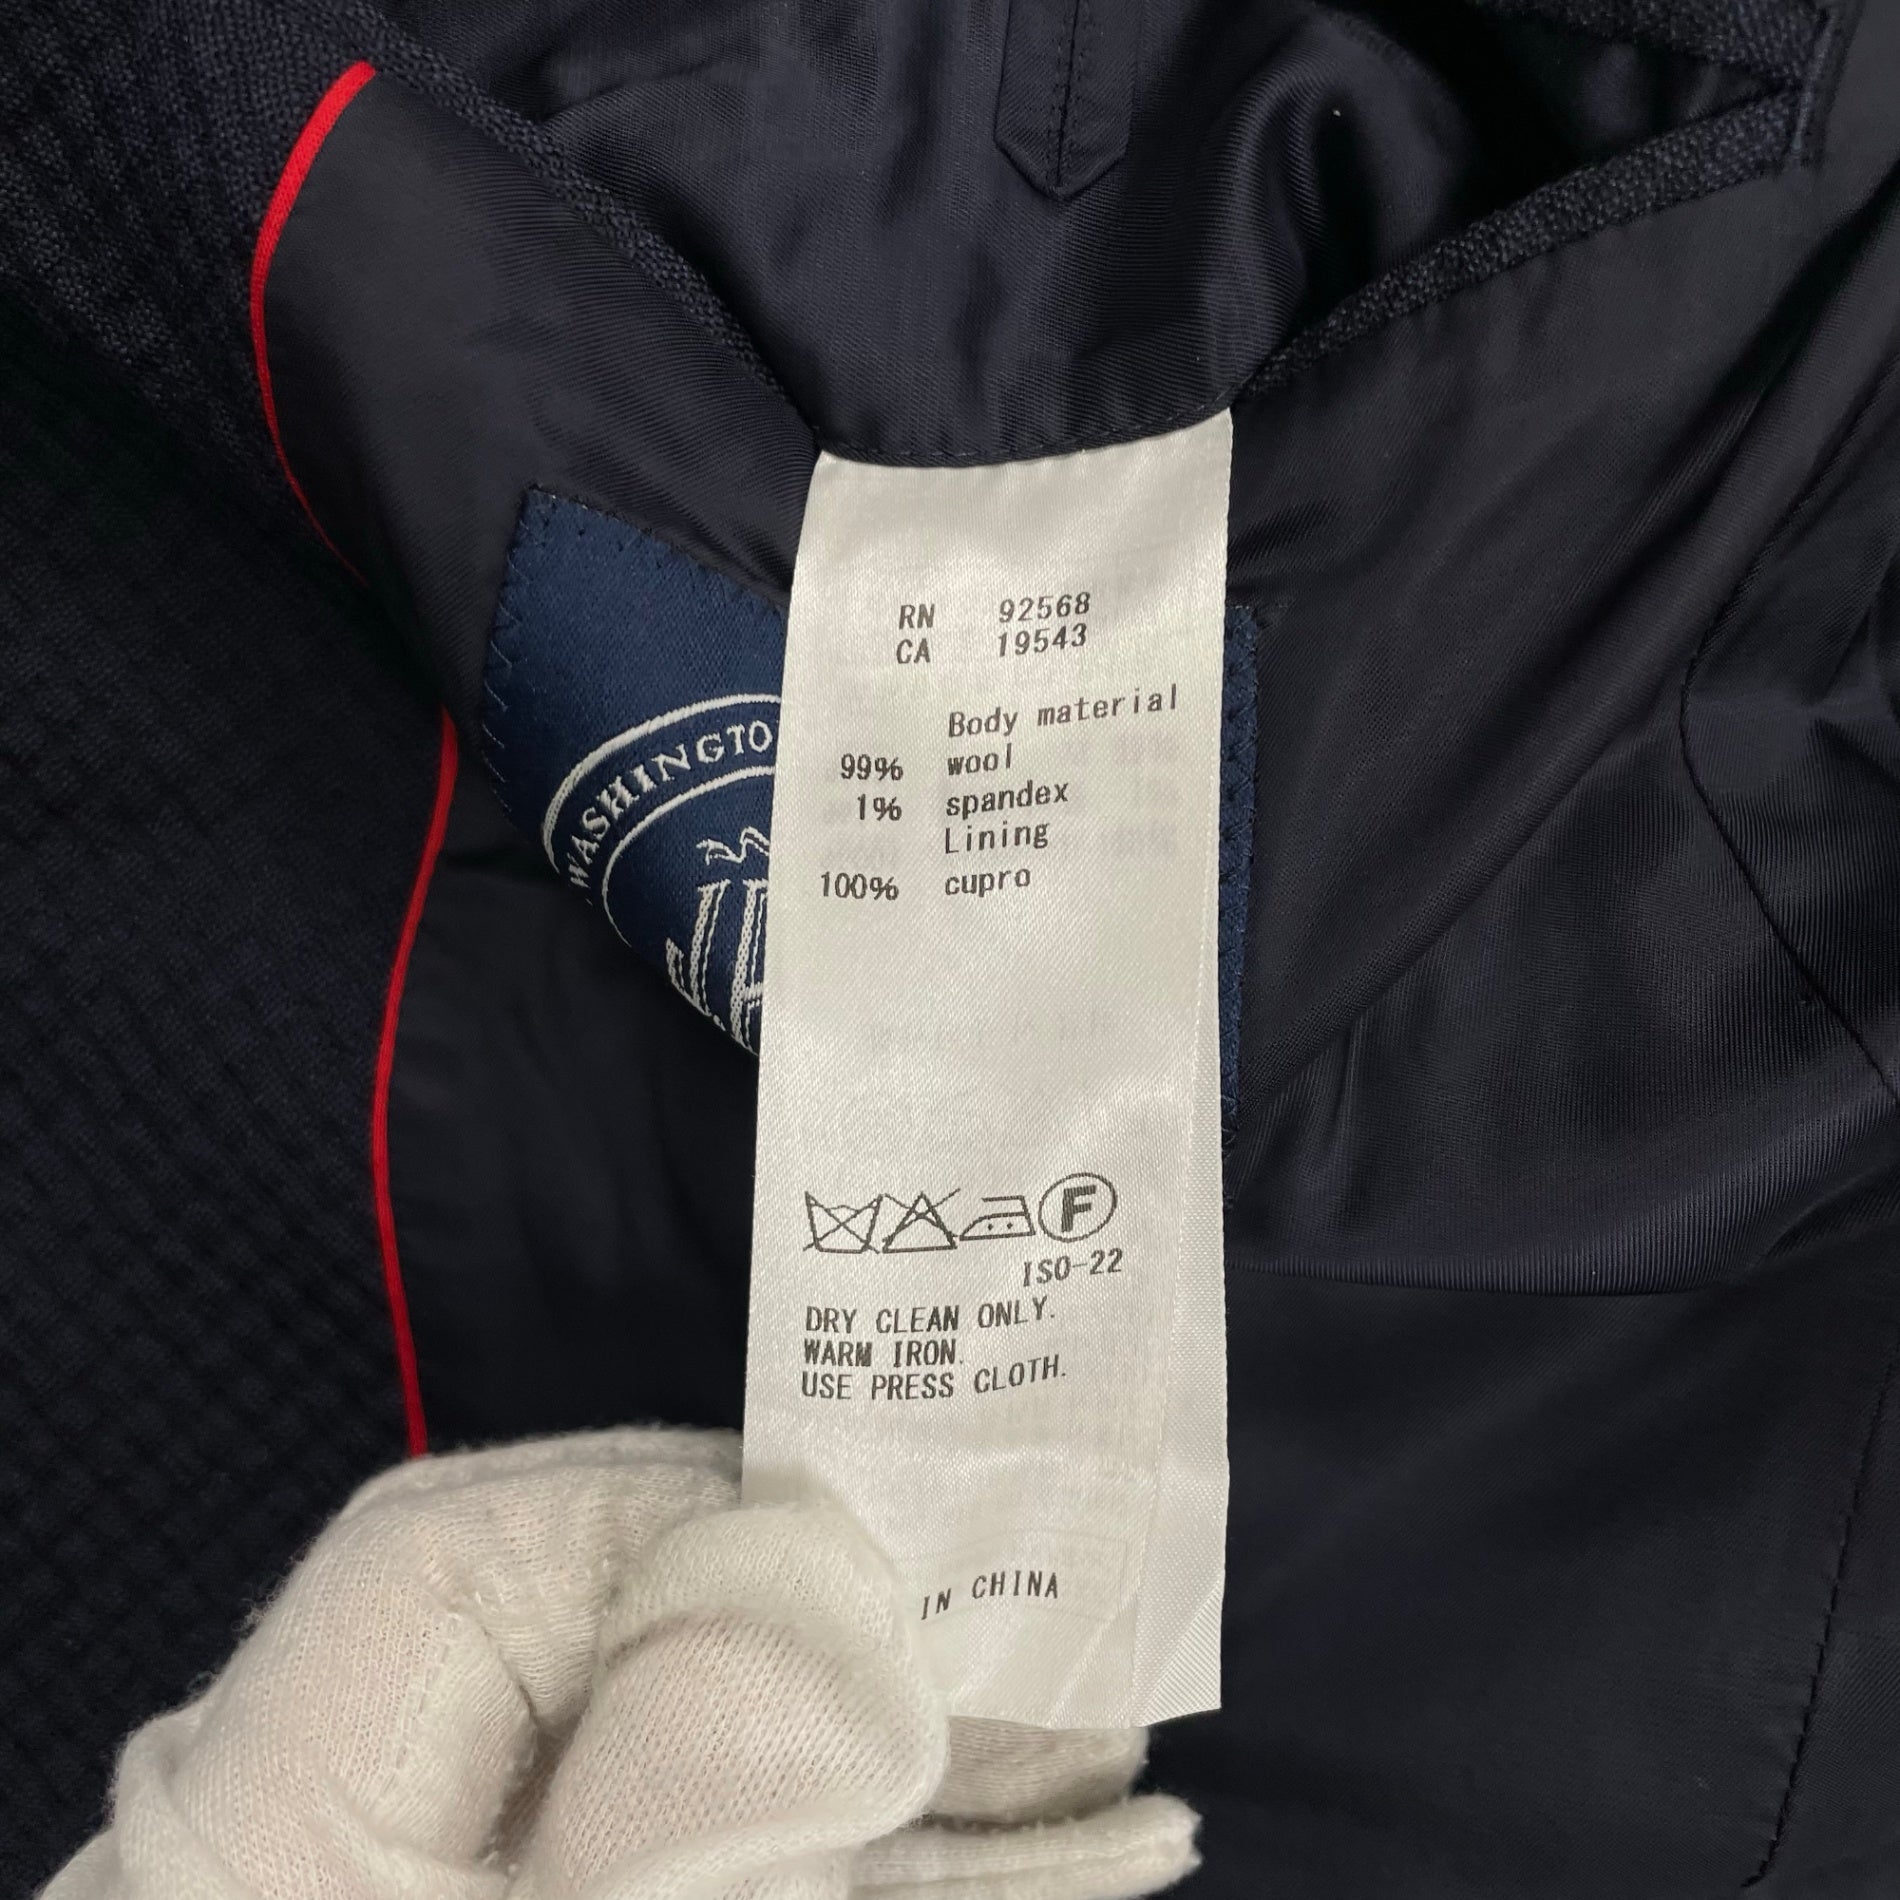 RN 92568
CA 19543
Body material
99% wool
1% spandex
Lining
100% cupro
F
ISO-22
DRY CLEAN ONLY.
WARM IRON.
USE PRESS CLOTH.
IN CHINA
WASHINGTO